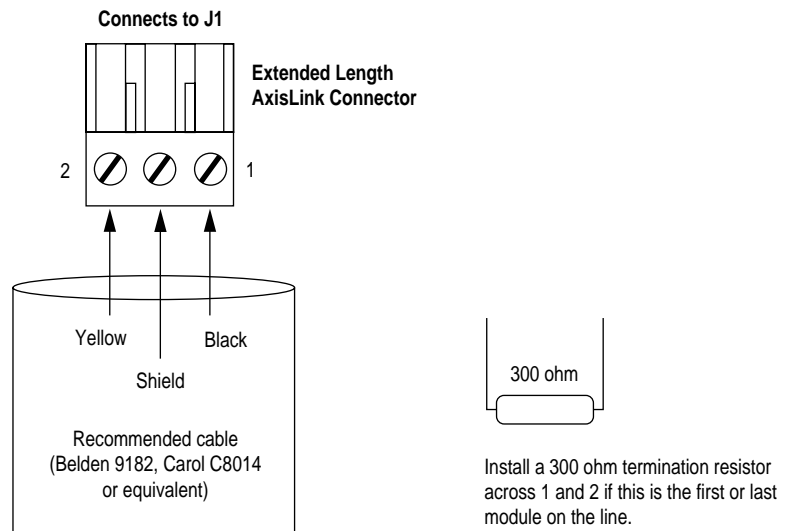 Connects to J1
Extended Length
AxisLink Connector
2
1
Yellow
Black
Shield
Recommended cable
(Belden 9182, Carol C8014
or equivalent)
300 ohm
Install a 300 ohm termination resistor
across 1 and 2 if this is the first or last
module on the line.